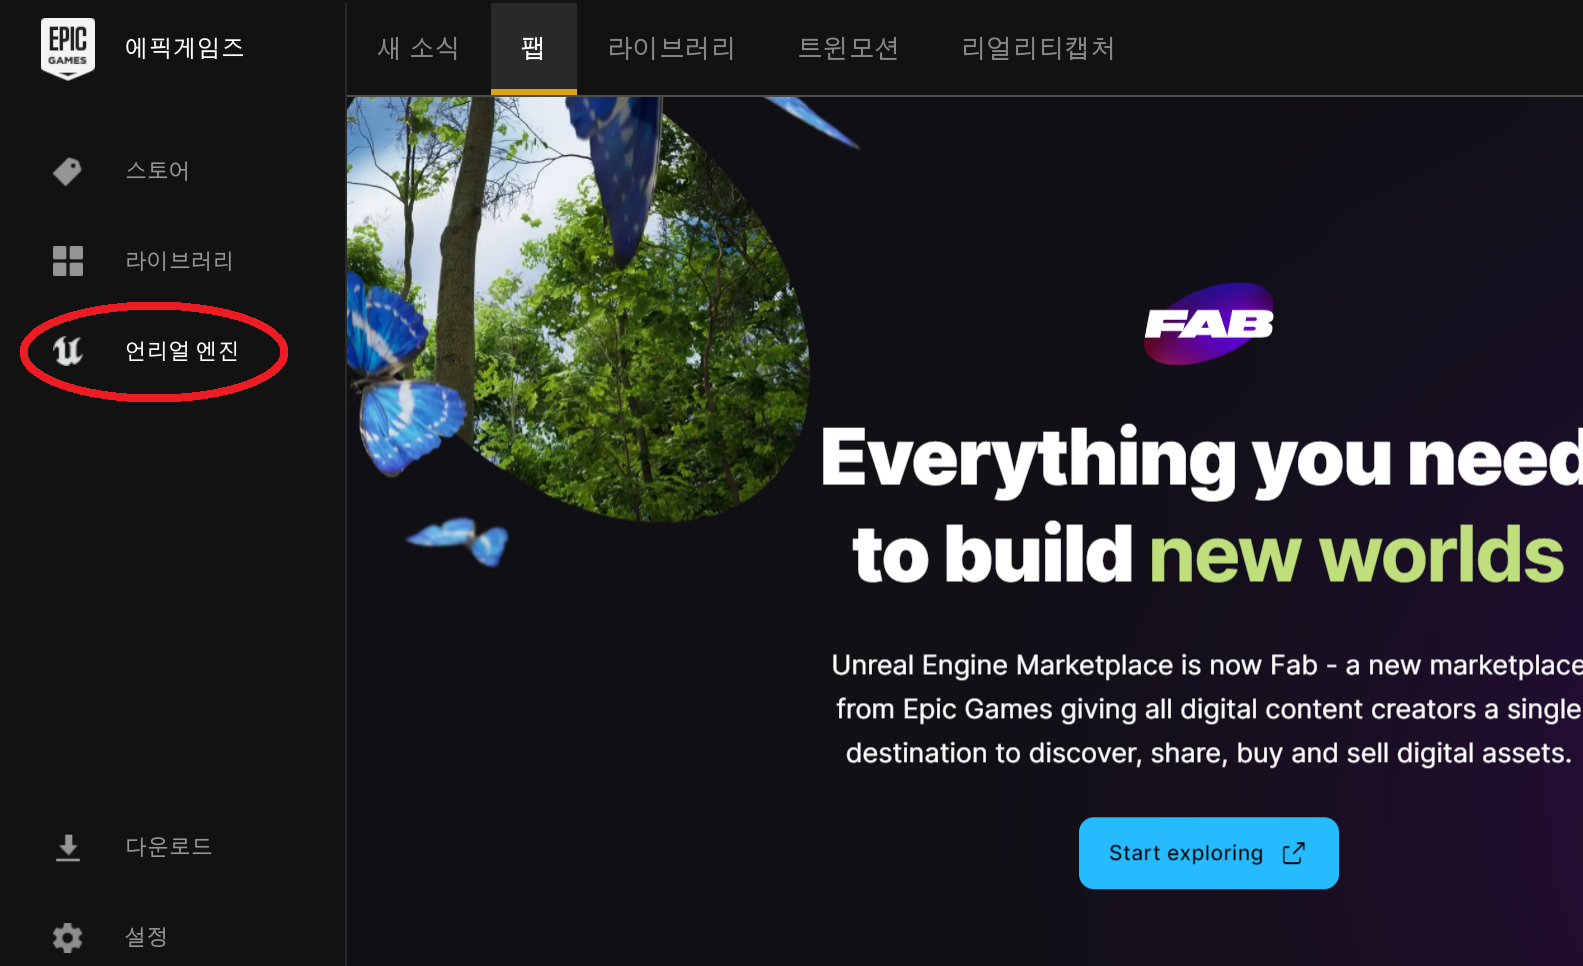 EPIC
GAMES
에픽게임즈
스토어
라이브러리
언리얼 엔진
다운로드
설정
새 소식
팹
라이브러리
트윈모션
리얼리티캡처
FAB
Everything you need
to build new worlds
Unreal Engine Marketplace is now Fab - a new marketplace
from Epic Games giving all digital content creators a single
destination to discover, share, buy and sell digital assets.
Start exploring